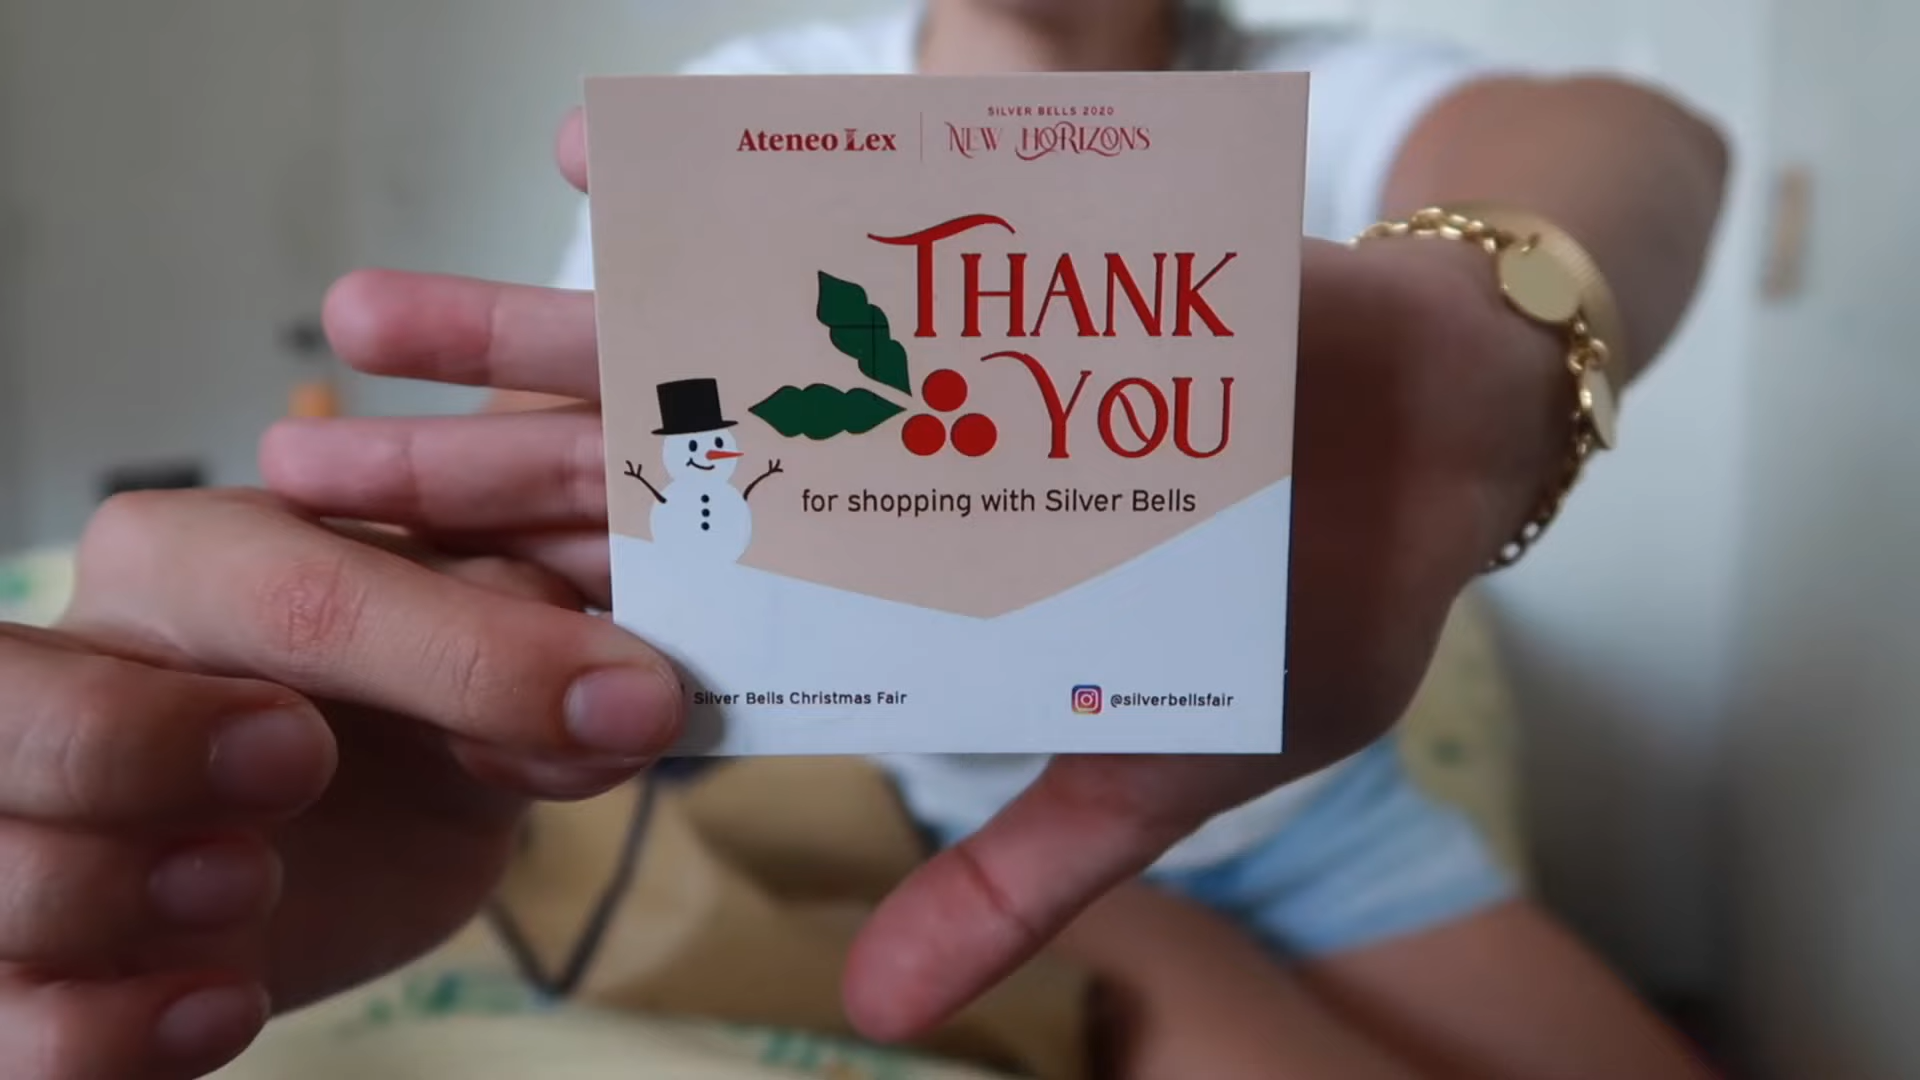 Ateneo Lex
SILVER BELLS 2020
NEW HORIZONS
THANK
YOU
for shopping with Silver Bells
Silver Bells Christmas Fair
@silverbellsfair